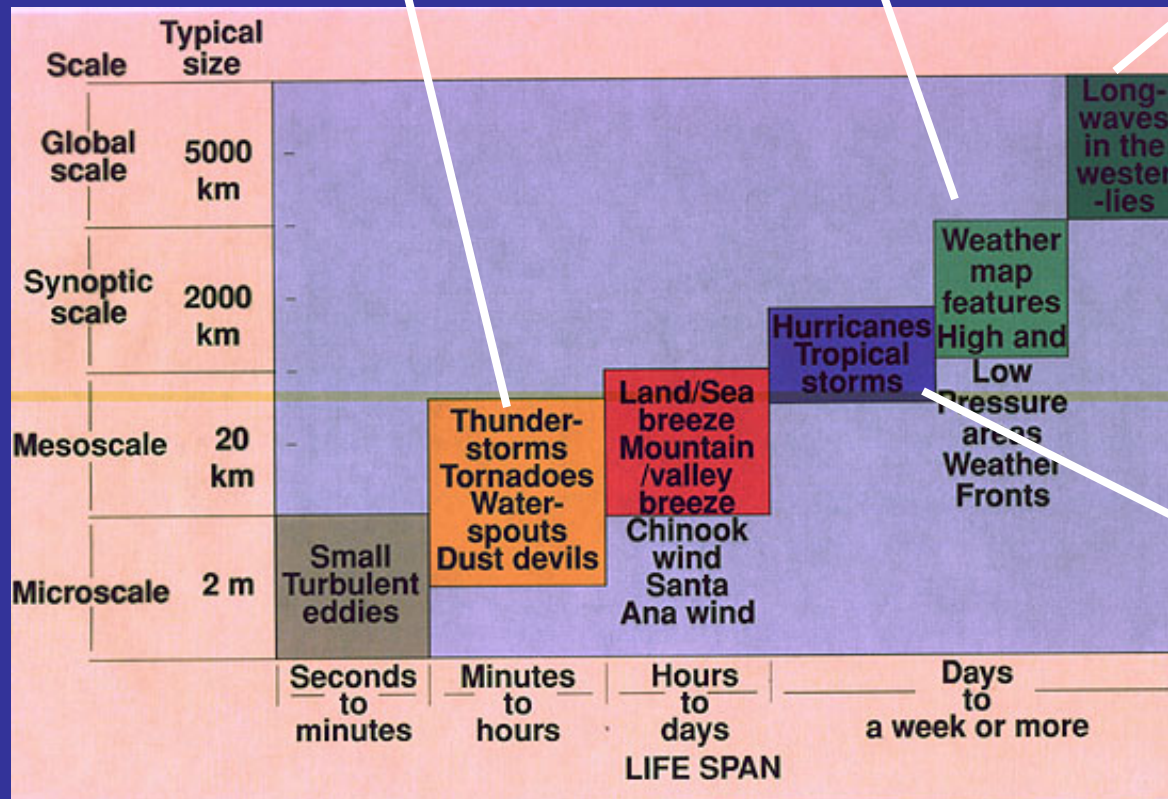 Scale
Typical
size
Global
scale
5000
km
Synoptic
scale
2000
km
Mesoscale
20
km
Microscale
2 m
Small
Turbulent
eddies
Thunder-
storms
Tornadoes
Water-
spouts
Dust devils
Land/Sea
breeze
Mountain
/valley
breeze
Chinook
wind
Santa
Ana wind
Hurricanes
Tropical
storms
Weather
map
features
High and
Low
Pressure
areas
Weather
Fronts
Long-
waves
in the
wester
-lies
Seconds
to
minutes
Minutes
to
hours
Hours
to
days
Days
to
a week or more
LIFE SPAN